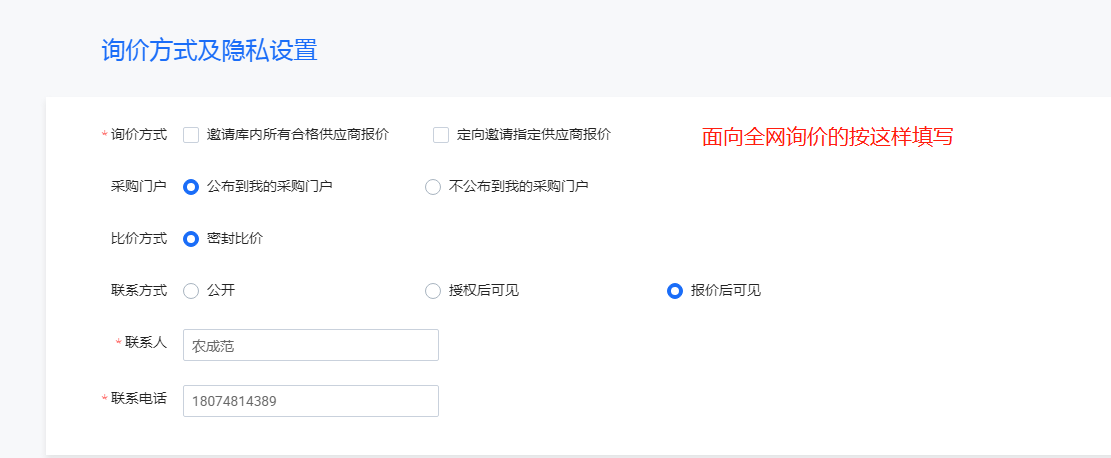 询价方式及隐私设置
* 询价方式 邀请库内所有合格供应商报价 定向邀请指定供应商报价 面向全网询价的按这样填写
采购门户 公布到我的采购门户 不公布到我的采购门户
比价方式 密封比价
联系方式 公开 授权后可见 报价后可见
* 联系人 农成范
* 联系电话 18074814389